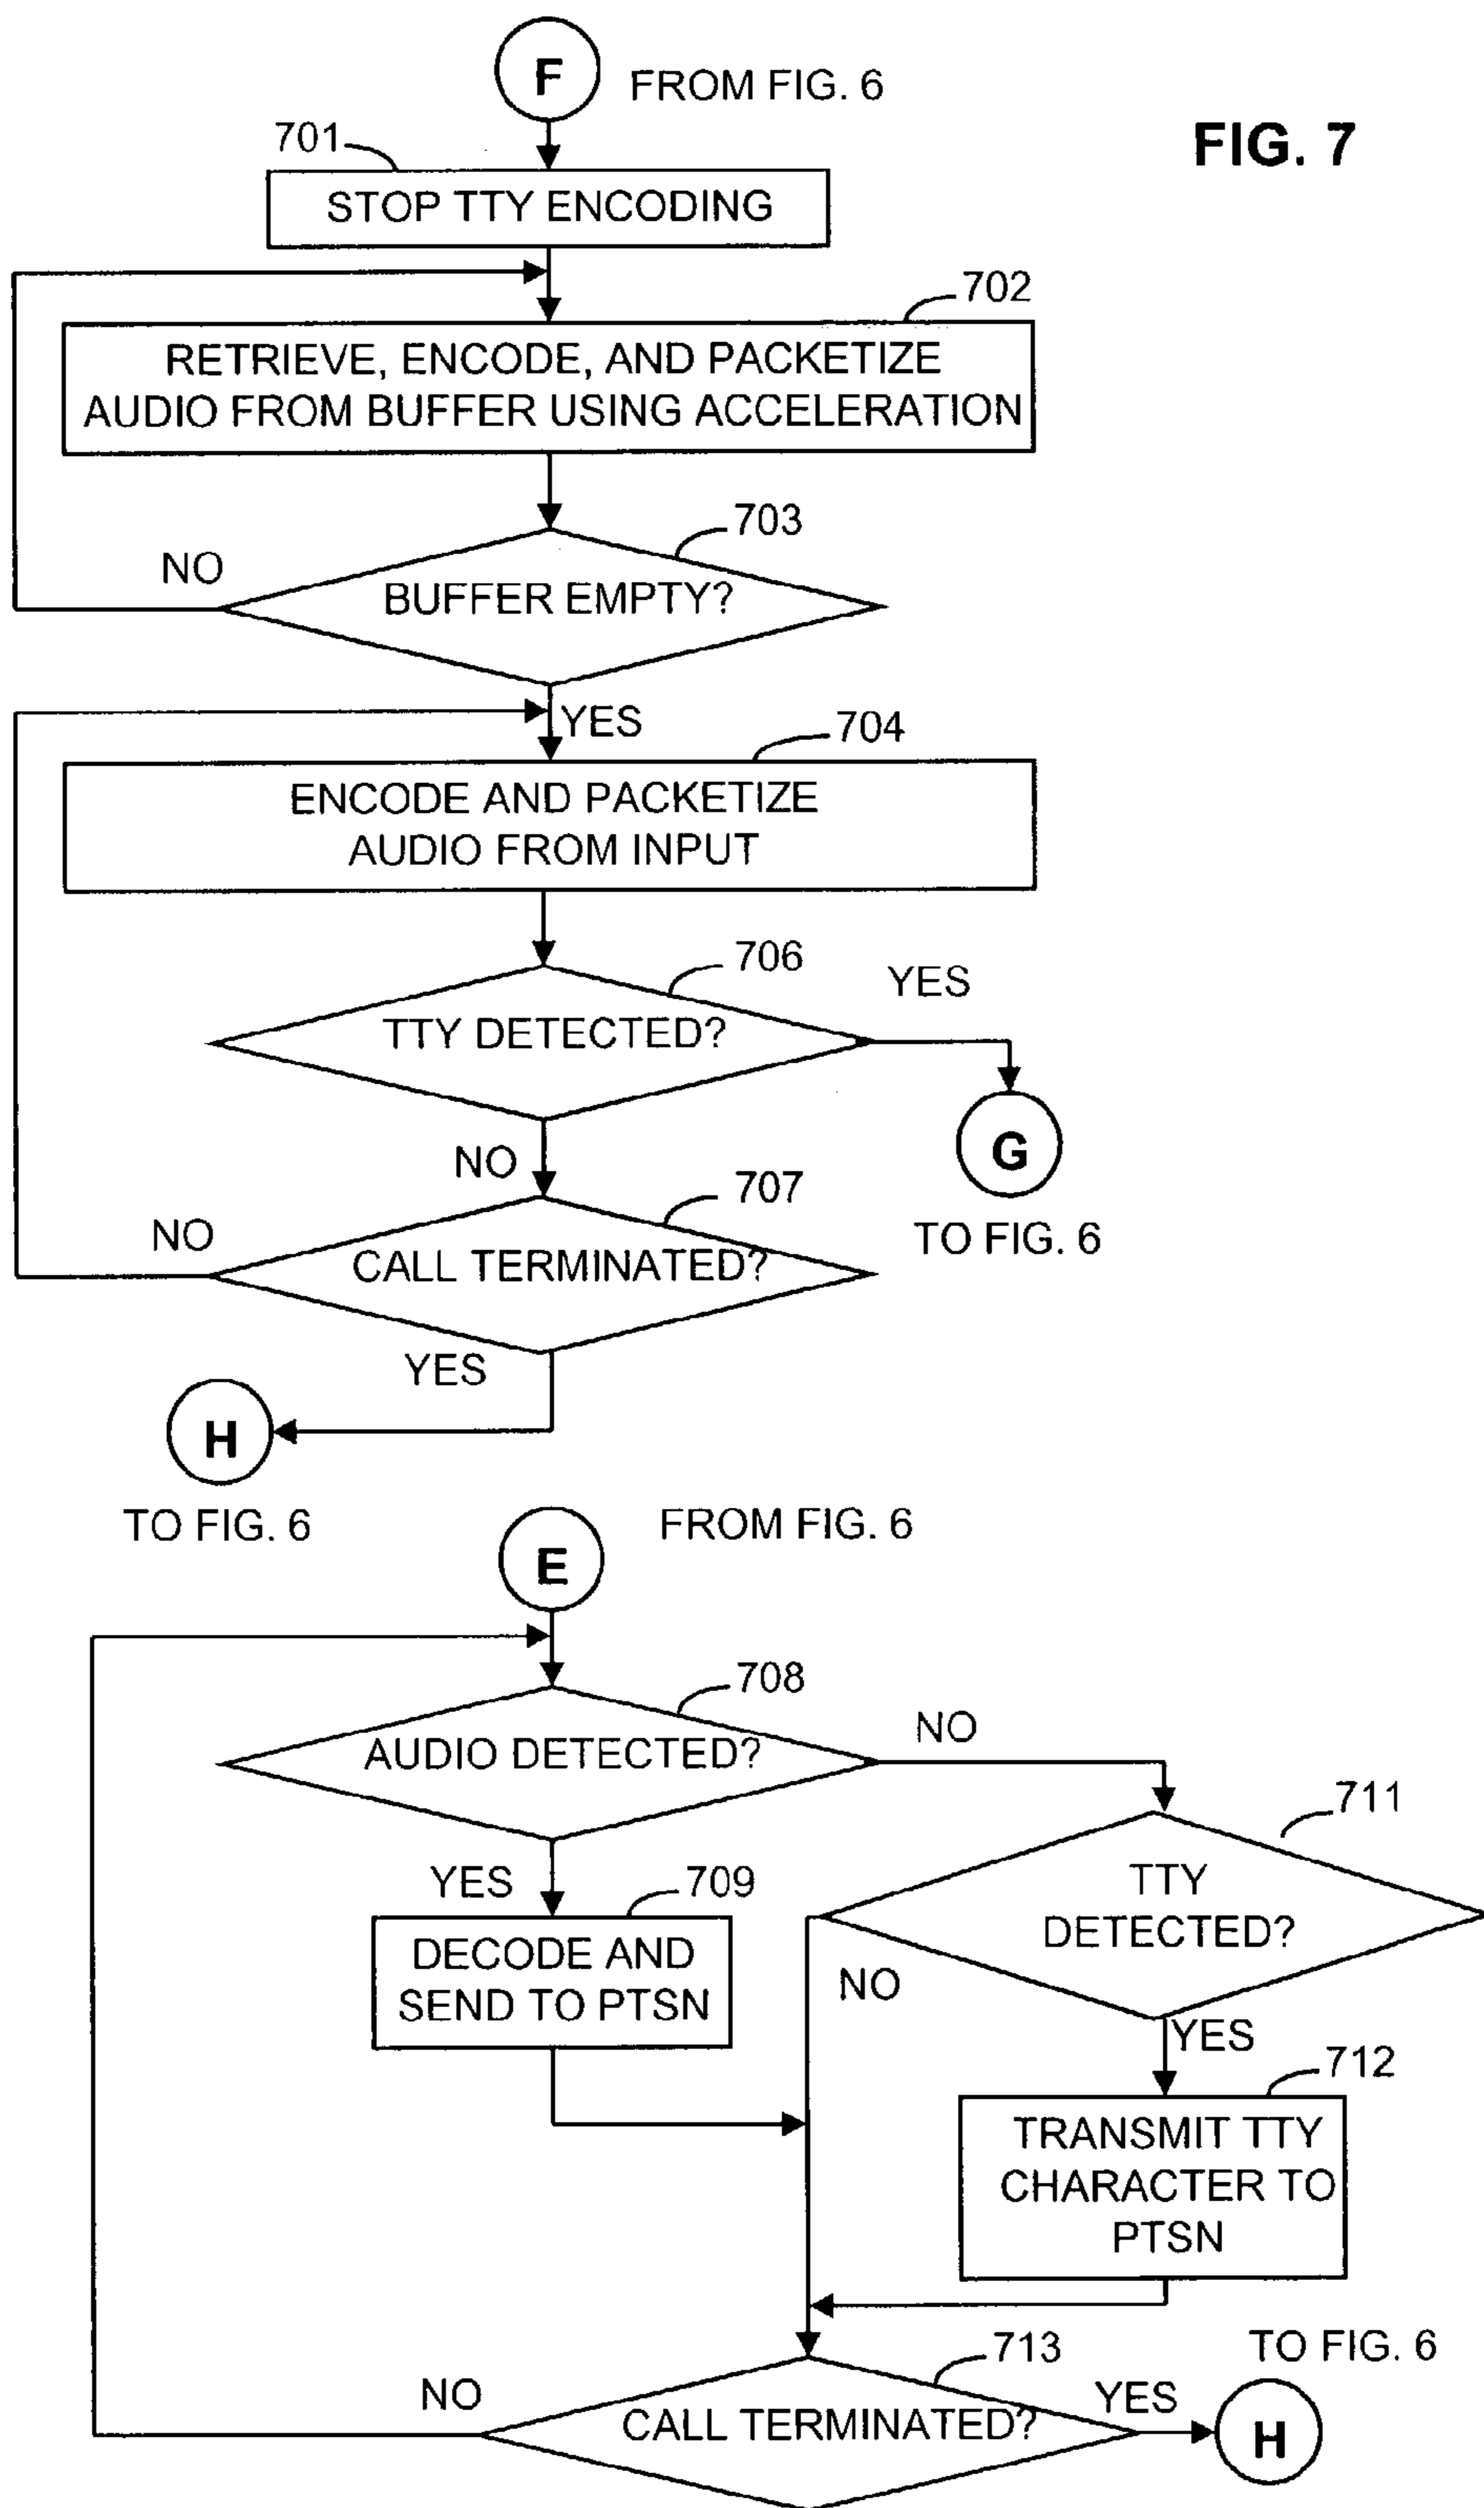 F
FROM FIG. 6
FIG. 7
701
STOP TTY ENCODING
702
RETRIEVE, ENCODE, AND PACKETIZE
AUDIO FROM BUFFER USING ACCELERATION
703
NO
BUFFER EMPTY?
YES
704
ENCODE AND PACKETIZE
AUDIO FROM INPUT
706
YES
TTY DETECTED?
G
TO FIG. 6
NO
707
NO
CALL TERMINATED?
YES
H
TO FIG. 6
E
FROM FIG. 6
708
NO
AUDIO DETECTED?
711
YES
709
TTY
DETECTED?
DECODE AND
SEND TO PTSN
NO
YES
712
TRANSMIT TTY
CHARACTER TO
PTSN
713
TO FIG. 6
NO
YES
CALL TERMINATED?
H